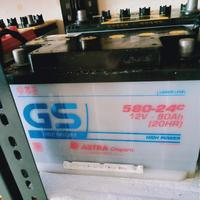 GS
580-24c
12V - 80Ah
(20HR)
HIGH POWER
ASTRA Otoparts